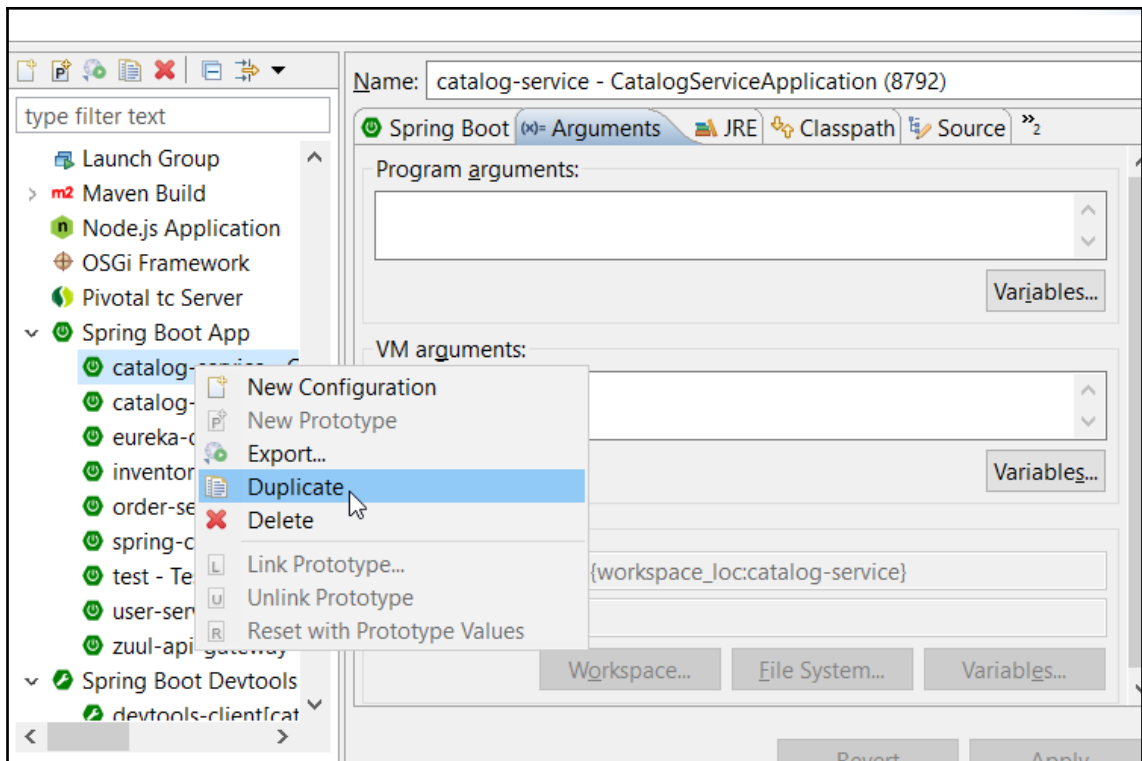 Name: catalog-service - CatalogServiceApplication (8792)
type filter text
Spring Boot (x)= Arguments JRE Classpath Source »2
Launch Group
m2 Maven Build
n Node.js Application
OSGi Framework
Pivotal tc Server
Spring Boot App
catalog-service - C
catalog-
eureka-
inventor
order-se
spring-c
test - Te
user-ser
zuul-api-gateway
Spring Boot Devtools
devtools-client[cat
New Configuration
P New Prototype
Export...
Duplicate
Delete
L Link Prototype...
U Unlink Prototype
R Reset with Prototype Values
Program arguments:
Variables...
VM arguments:
Variables...
{workspace_loc:catalog-service}
Workspace... File System... Variables...
Revert Apply